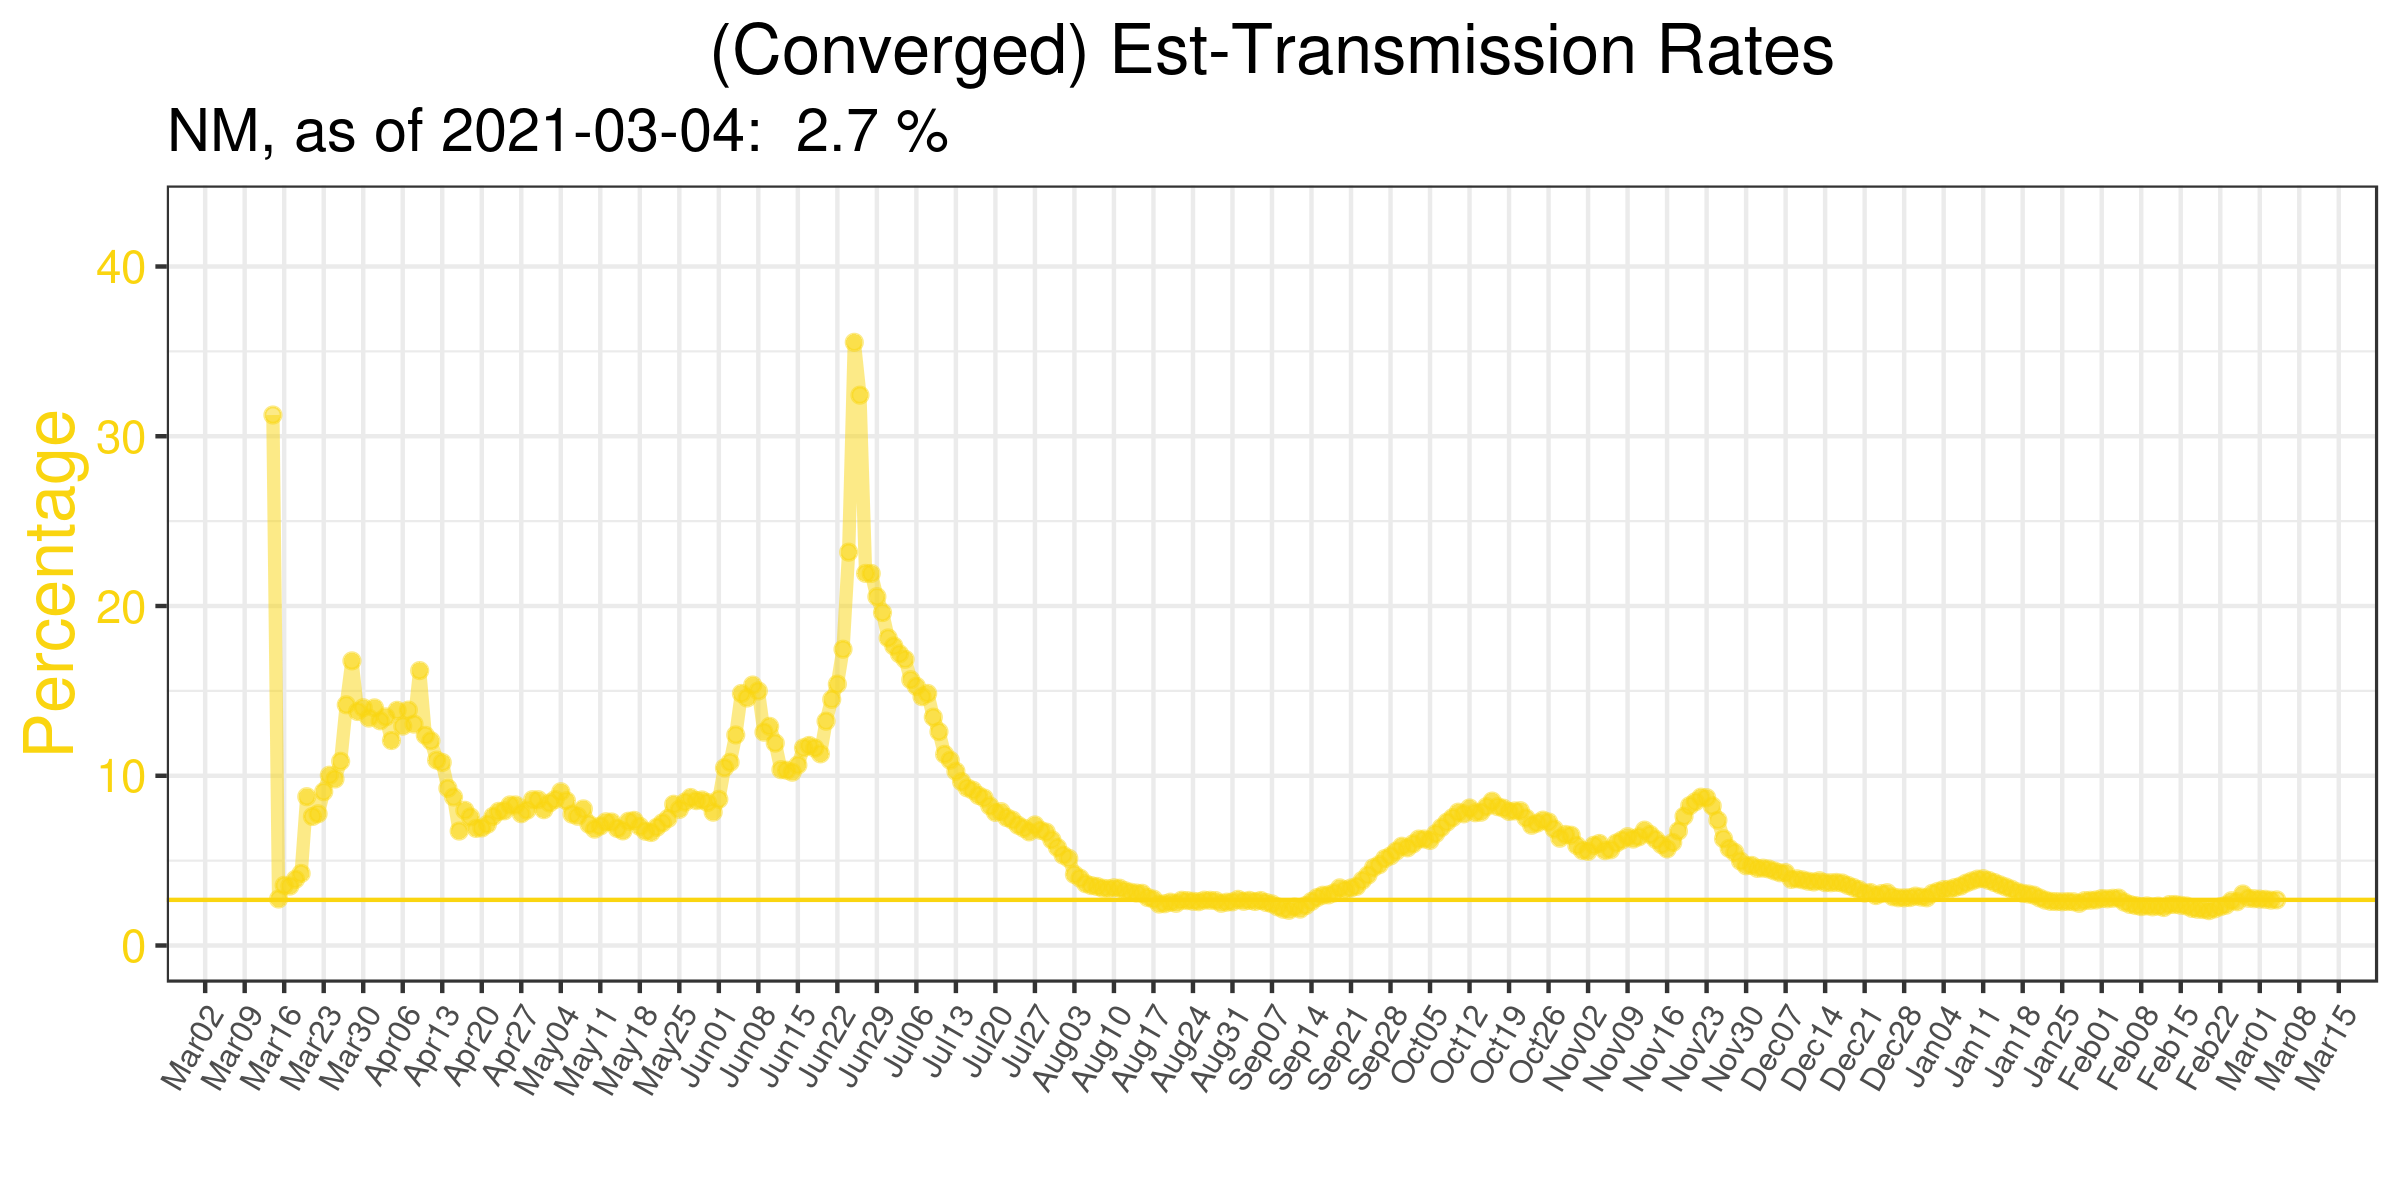 (Converged) Est-Transmission Rates
NM, as of 2021-03-04:  2.7 %
Percentage
40
30
20
10
0
Mar02 Mar09 Mar16 Mar23 Mar30 Apr06 Apr13 Apr20 Apr27 May04 May11 May18 May25 Jun01 Jun08 Jun15 Jun22 Jun29 Jul06 Jul13 Jul20 Jul27 Aug03 Aug10 Aug17 Aug24 Aug31 Sep07 Sep14 Sep21 Sep28 Oct05 Oct12 Oct19 Oct26 Nov02 Nov09 Nov16 Nov23 Nov30 Dec07 Dec14 Dec21 Dec28 Jan04 Jan11 Jan18 Jan25 Feb01 Feb08 Feb15 Feb22 Mar01 Mar08 Mar15